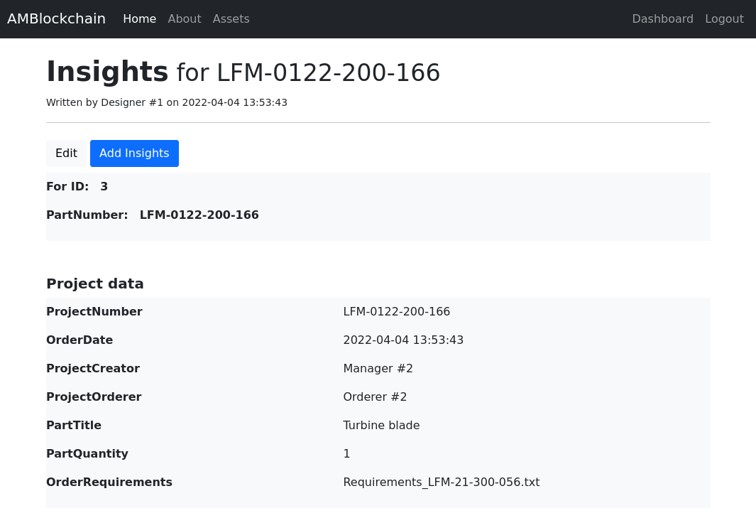 AMBlockchain Home About Assets Dashboard Logout
Insights for LFM-0122-200-166
Written by Designer #1 on 2022-04-04 13:53:43
Edit Add Insights
For ID: 3
PartNumber: LFM-0122-200-166
Project data
ProjectNumber LFM-0122-200-166
OrderDate 2022-04-04 13:53:43
ProjectCreator Manager #2
ProjectOrderer Orderer #2
PartTitle Turbine blade
PartQuantity 1
OrderRequirements Requirements_LFM-21-300-056.txt